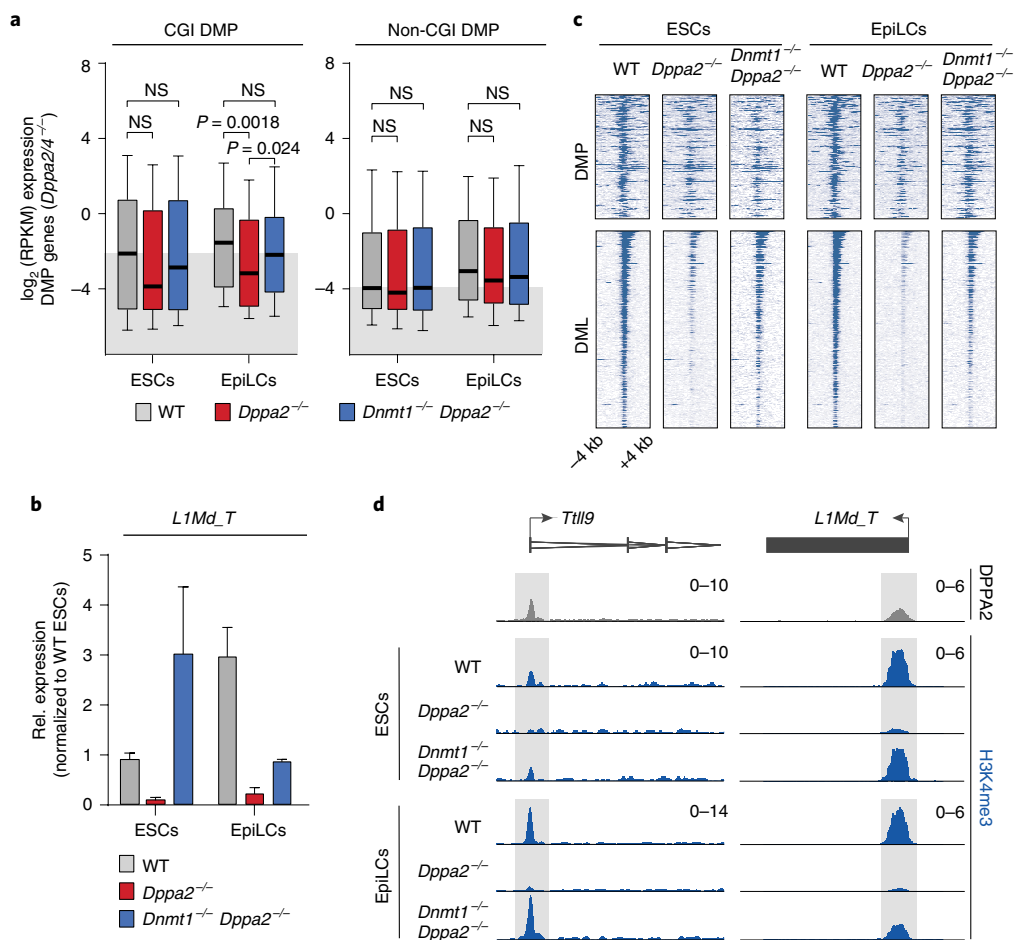 a
CGI DMP
Non-CGI DMP
log2 (RPKM) expression
DMP genes (Dppa2/4−/−)
8
4
0
−4
NS
NS
NS
P = 0.0018
P = 0.024
ESCs
EpiLCs
8
4
0
−4
NS
NS
NS
NS
ESCs
EpiLCs
WT
Dppa2−/−
Dnmt1−/− Dppa2−/−
c
ESCs
EpiLCs
WT
Dppa2−/−
Dnmt1−/−
Dppa2−/−
WT
Dppa2−/−
Dnmt1−/−
Dppa2−/−
DMP
DML
−4 kb
+4 kb
b
L1Md_T
Rel. expression
(normalized to WT ESCs)
5
4
3
2
1
0
ESCs
EpiLCs
WT
Dppa2−/−
Dnmt1−/− Dppa2−/−
d
Ttll9
L1Md_T
0–10
0–6
DPPA2
ESCs
WT
0–10
0–6
Dppa2−/−
Dnmt1−/−
Dppa2−/−
EpiLCs
WT
0–14
0–6
Dppa2−/−
Dnmt1−/−
Dppa2−/−
H3K4me3